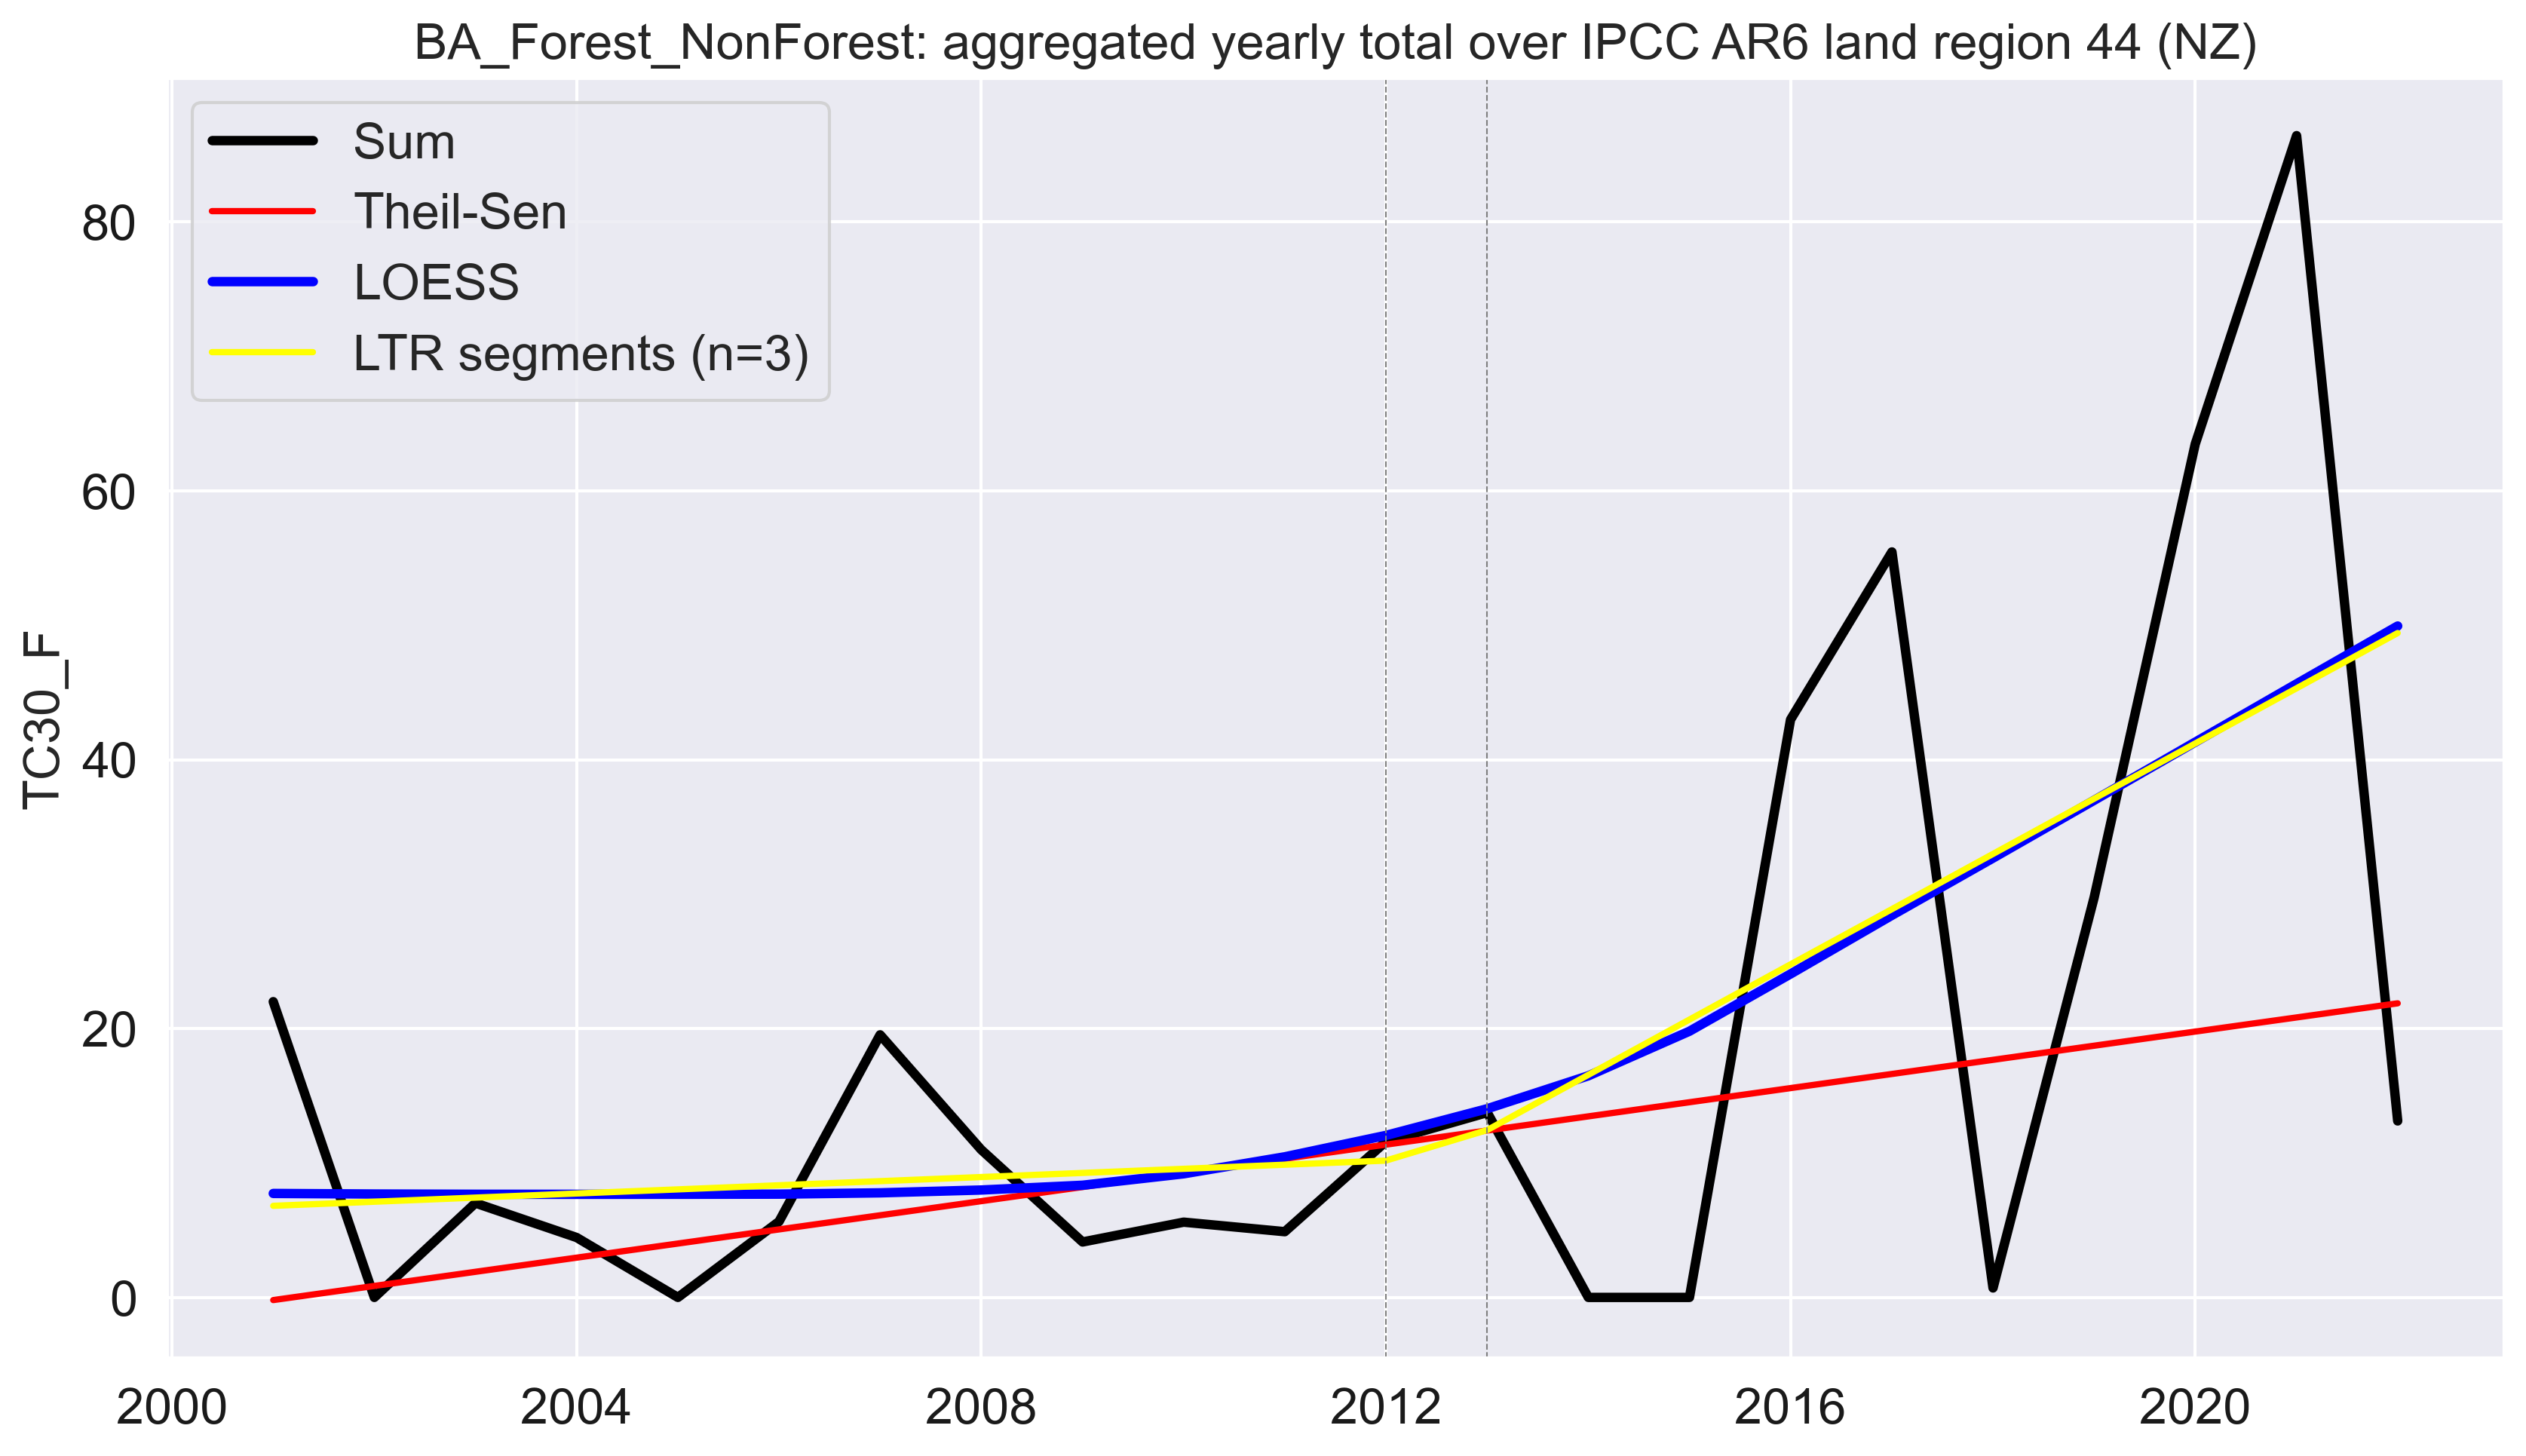 BA_Forest_NonForest: aggregated yearly total over IPCC AR6 land region 44 (NZ)
Sum
Theil-Sen
LOESS
LTR segments (n=3)
TC30_F
80
60
40
20
0
2000 2004 2008 2012 2016 2020